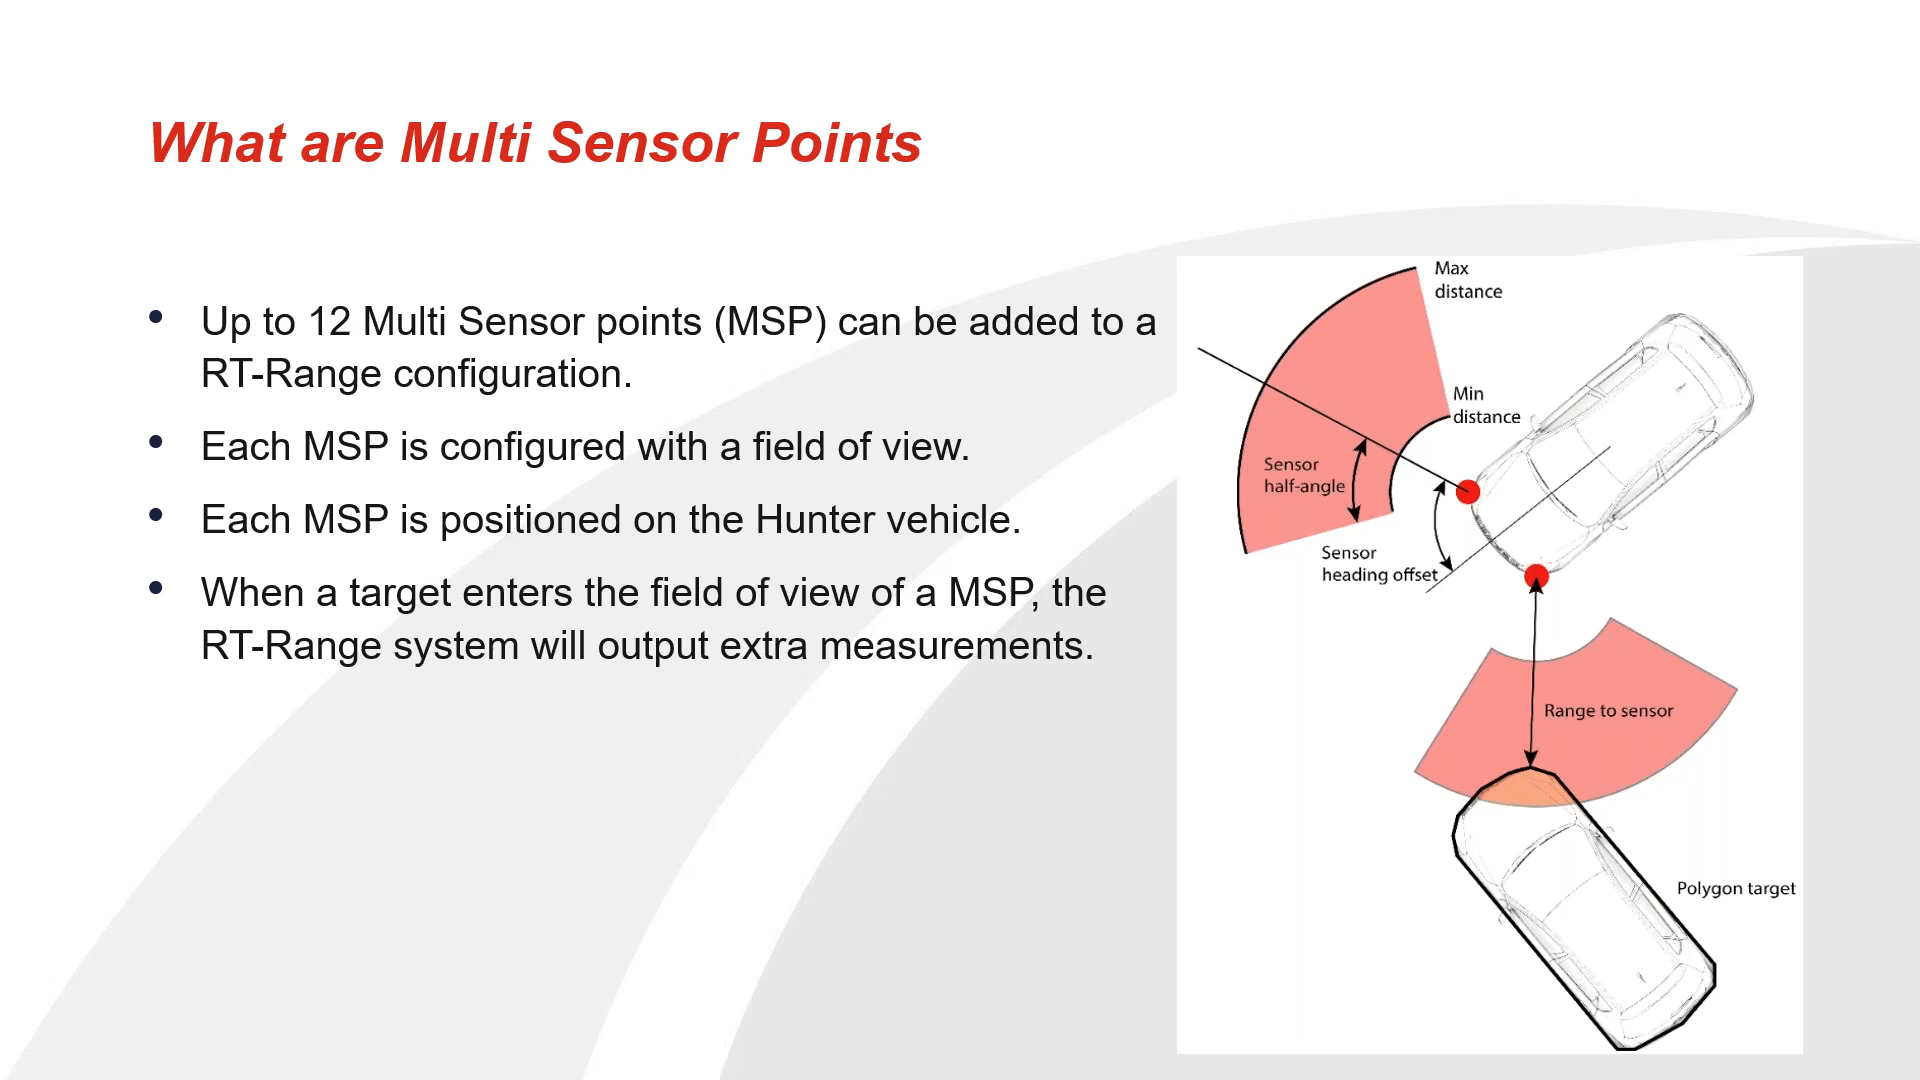 What are Multi Sensor Points
• Up to 12 Multi Sensor points (MSP) can be added to a
RT-Range configuration.
• Each MSP is configured with a field of view.
• Each MSP is positioned on the Hunter vehicle.
• When a target enters the field of view of a MSP, the
RT-Range system will output extra measurements.
Max
distance
Min
distance
Sensor
half-angle
Sensor
heading offset
Range to sensor
Polygon target